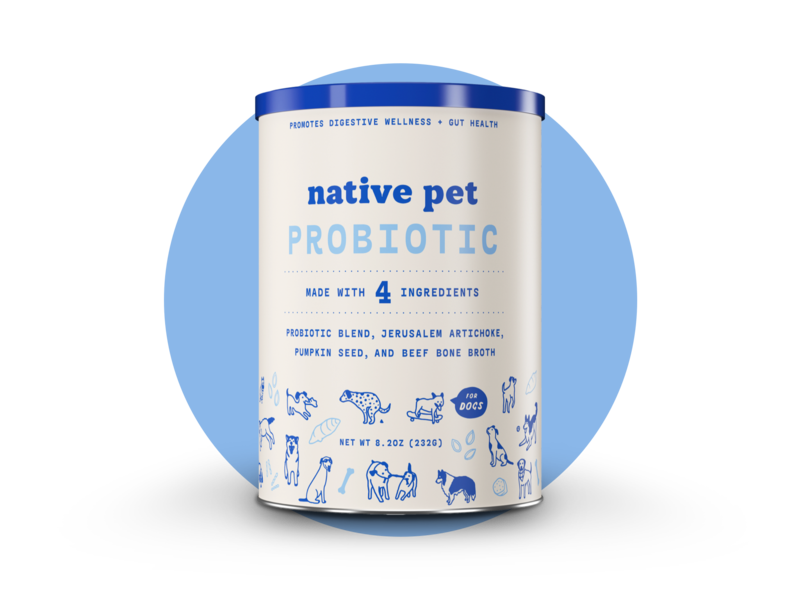 PROMOTES DIGESTIVE WELLNESS + GUT HEALTH
native pet
PROBIOTIC
MADE WITH 4 INGREDIENTS
PROBIOTIC BLEND, JERUSALEM ARTICHOKE,
PUMPKIN SEED, AND BEEF BONE BROTH
FOR
DOGS
NET WT 8.2OZ (232G)